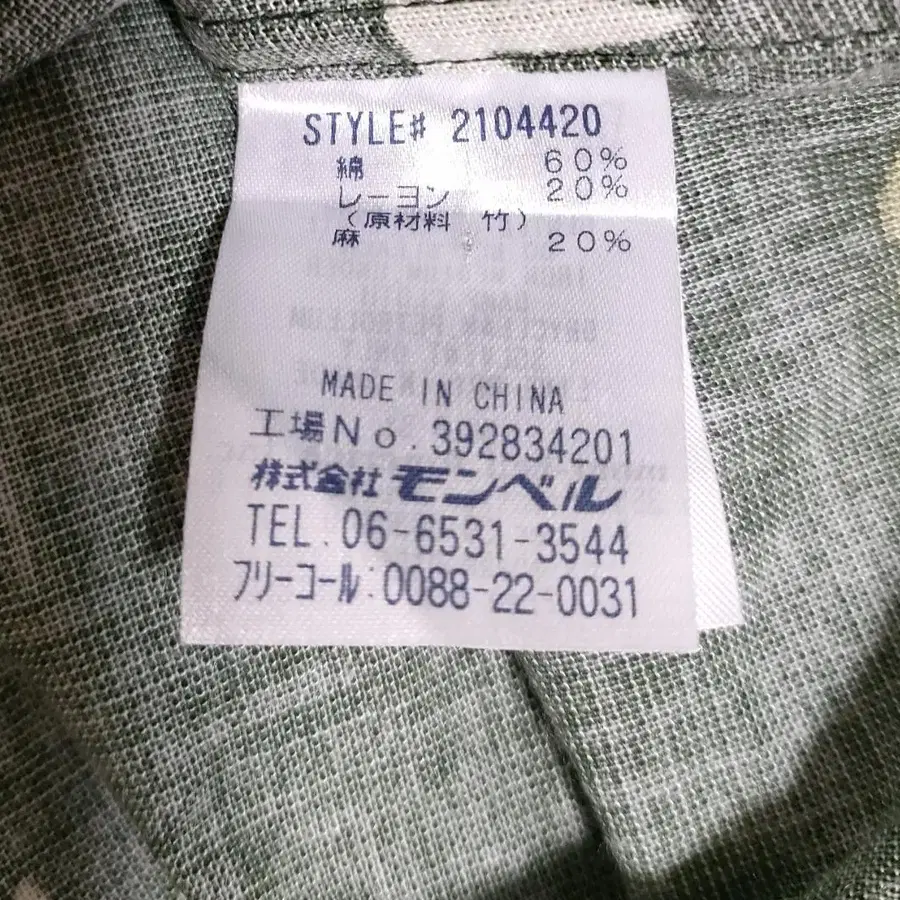 STYLE# 2104420
綿 60%
レーヨン 20%
(原材料 竹)
麻 20%
MADE IN CHINA
工場No.392834201
株式会社モンベル
TEL.06-6531-3544
フリーコール:0088-22-0031